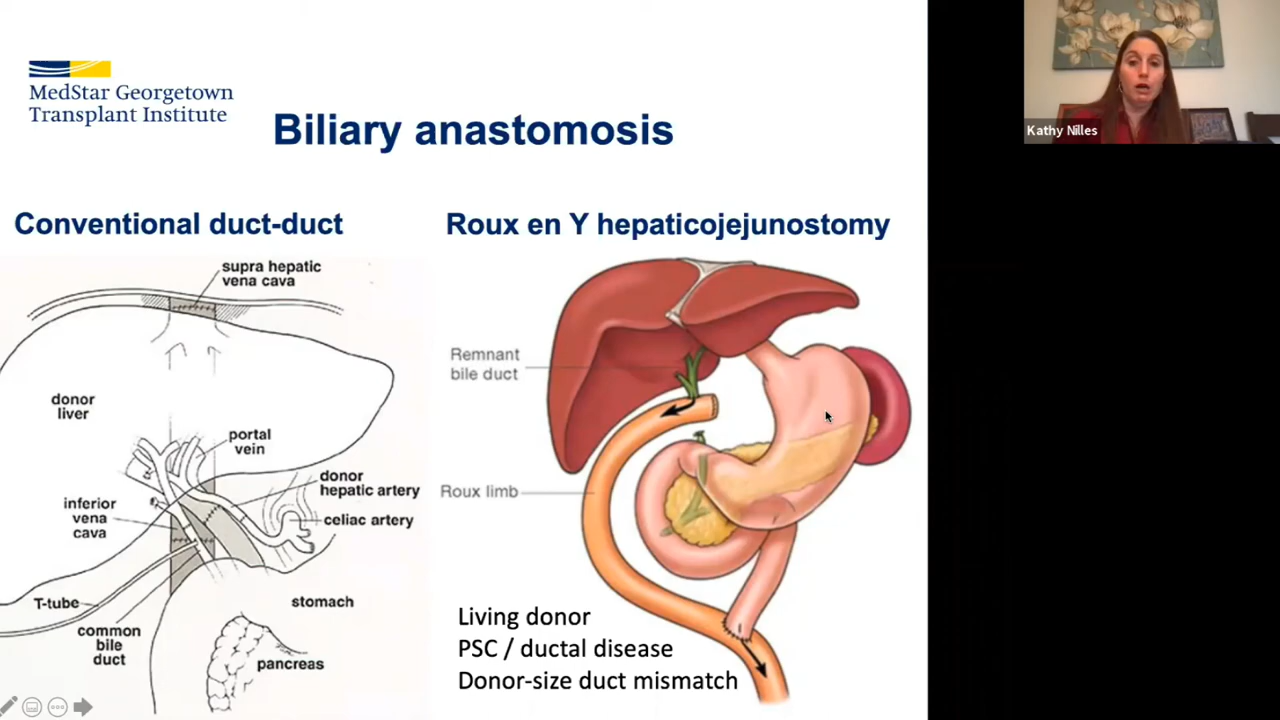 MedStar Georgetown
Transplant Institute
Biliary anastomosis
Conventional duct-duct
Roux en Y hepaticojejunostomy
supra hepatic
vena cava
donor
liver
portal
vein
donor
hepatic artery
inferior
vena
cava
celiac artery
T-tube
stomach
common
bile
duct
pancreas
Remnant
bile duct
Roux limb
Living donor
PSC / ductal disease
Donor-size duct mismatch
Kathy Nilles